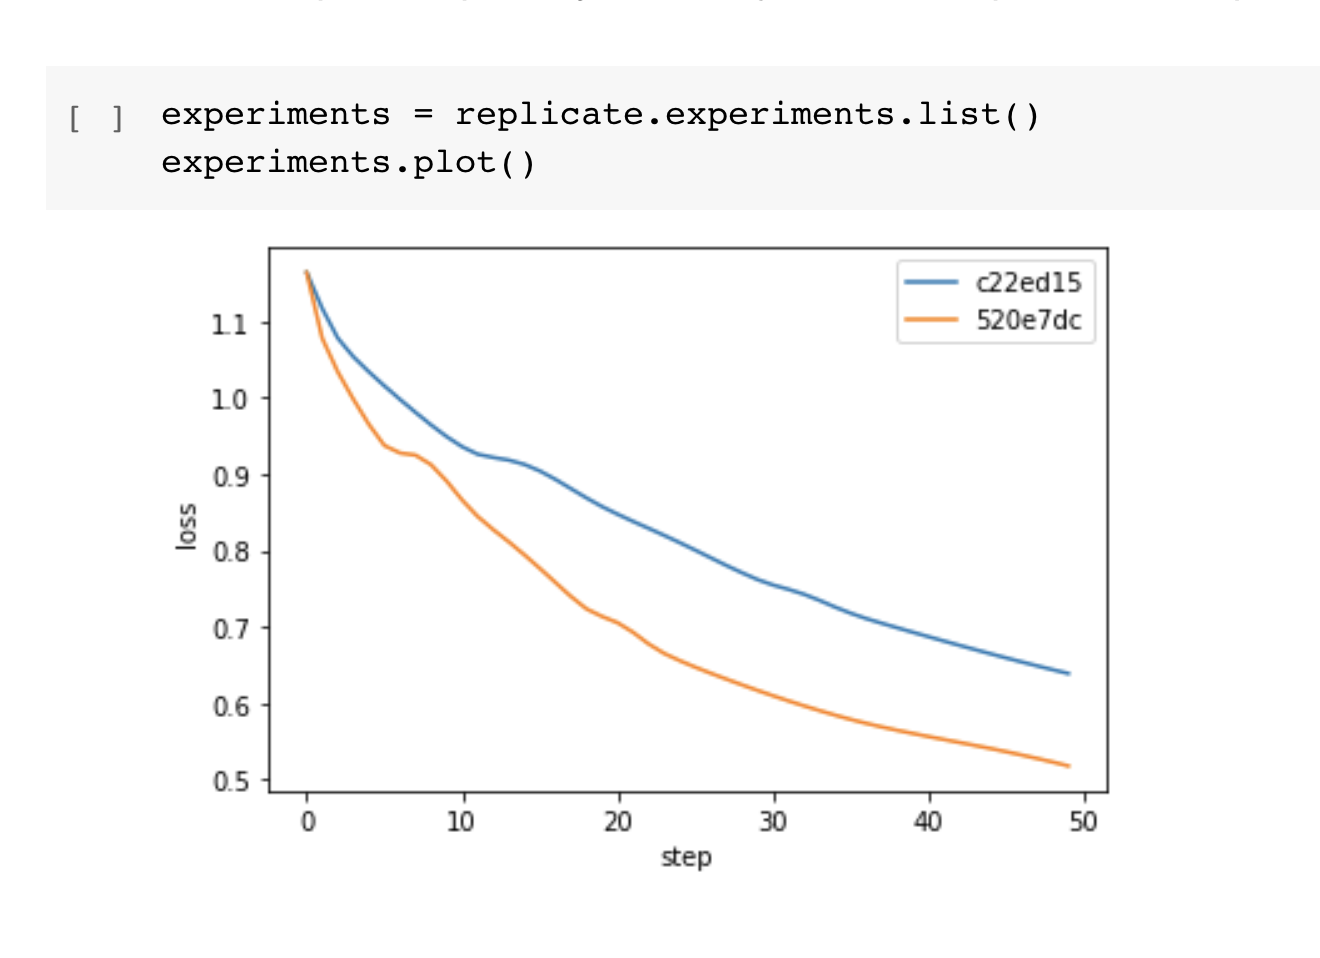 [ ] experiments = replicate.experiments.list()
experiments.plot()
c22ed15
520e7dc
1.1
1.0
0.9
0.8
0.7
0.6
0.5
loss
0 10 20 30 40 50
step